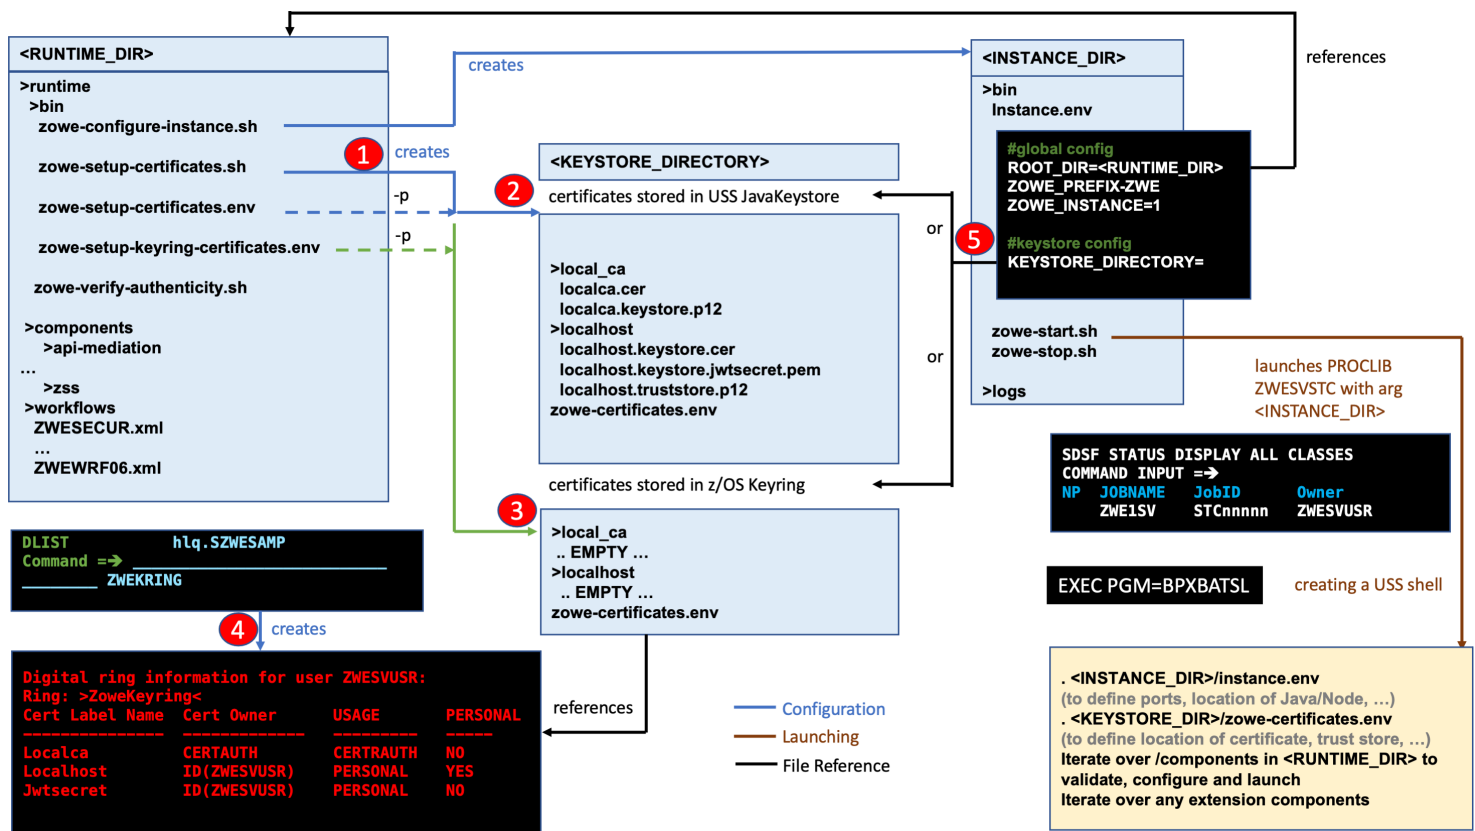 <RUNTIME_DIR>
>runtime
>bin
zowe-configure-instance.sh
zowe-setup-certificates.sh
zowe-setup-certificates.env
zowe-setup-keyring-certificates.env
zowe-verify-authenticity.sh
>components
>api-mediation
...
>zss
>workflows
ZWESECUR.xml
...
ZWEWRF06.xml
creates
1
creates
-p
-p
2
<KEYSTORE_DIRECTORY>
certificates stored in USS JavaKeystore
>local_ca
localca.cer
localca.keystore.p12
>localhost
localhost.keystore.cer
localhost.keystore.jwtsecret.pem
localhost.truststore.p12
zowe-certificates.env
certificates stored in z/OS Keyring
3
>local_ca
.. EMPTY ...
>localhost
.. EMPTY ...
zowe-certificates.env
or
or
5
<INSTANCE_DIR>
>bin
Instance.env
#global config
ROOT_DIR=<RUNTIME_DIR>
ZOWE_PREFIX-ZWE
ZOWE_INSTANCE=1
#keystore config
KEYSTORE_DIRECTORY=
zowe-start.sh
zowe-stop.sh
>logs
references
launches PROCLIB
ZWESVSTC with arg
<INSTANCE_DIR>
SDSF STATUS DISPLAY ALL CLASSES
COMMAND INPUT =➔
NP JOBNAME JobID Owner
ZWE1SV STCnnnnn ZWESVUSR
EXEC PGM=BPXBATSL
creating a USS shell
. <INSTANCE_DIR>/instance.env
(to define ports, location of Java/Node, ...)
. <KEYSTORE_DIR>/zowe-certificates.env
(to define location of certificate, trust store, ...)
Iterate over /components in <RUNTIME_DIR> to
validate, configure and launch
Iterate over any extension components
DLIST hlq.SZWESAMP
Command =➔ ___________________________
________ ZWEKRING
4
creates
Digital ring information for user ZWESVUSR:
Ring: >ZoweKeyring<
Cert Label Name Cert Owner USAGE PERSONAL
--------------- ------------- --------- -----
Localca CERTAUTH CERTRAUTH NO
Localhost ID(ZWESVUSR) PERSONAL YES
Jwtsecret ID(ZWESVUSR) PERSONAL NO
references
Configuration
Launching
File Reference